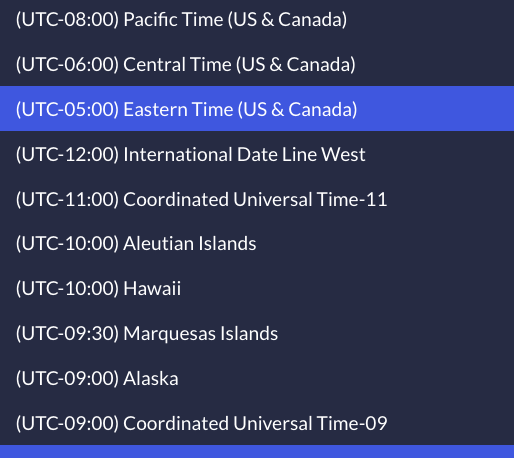 (UTC-08:00) Pacific Time (US & Canada)
(UTC-06:00) Central Time (US & Canada)
(UTC-05:00) Eastern Time (US & Canada)
(UTC-12:00) International Date Line West
(UTC-11:00) Coordinated Universal Time-11
(UTC-10:00) Aleutian Islands
(UTC-10:00) Hawaii
(UTC-09:30) Marquesas Islands
(UTC-09:00) Alaska
(UTC-09:00) Coordinated Universal Time-09